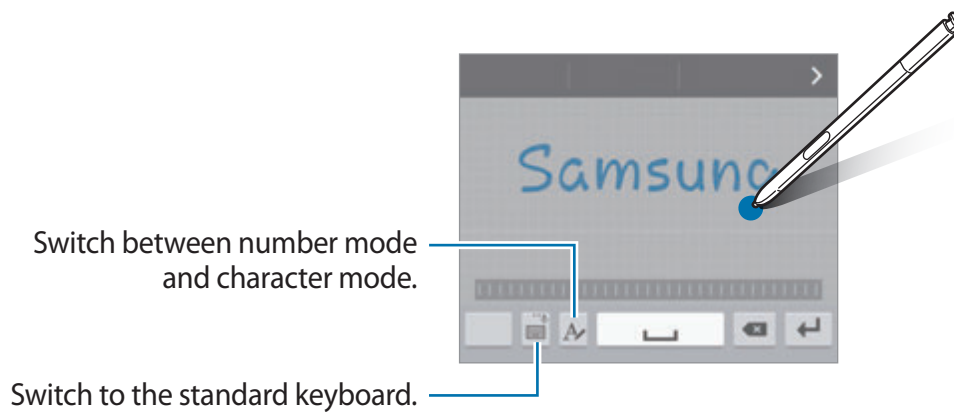 Samsung
Switch between number mode
and character mode.
A
Switch to the standard keyboard.